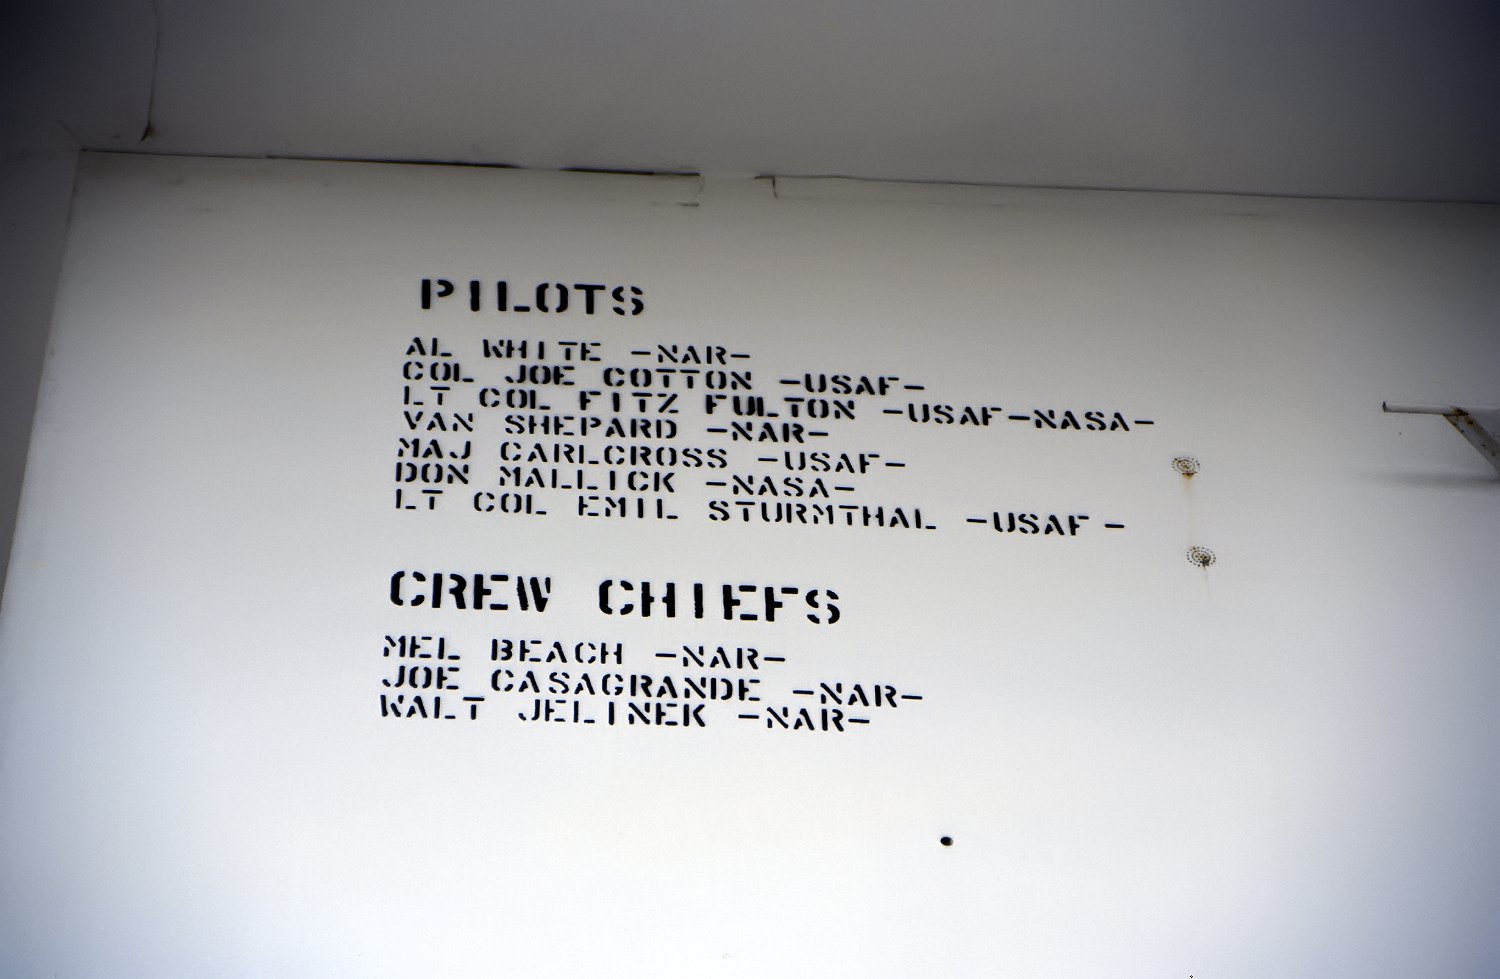 PILOTS
AL WHITE -NAR-
COL JOE COTTON -USAF-
LT COL FITZ FULTON -USAF-NASA-
VAN SHEPARD -NAR-
MAJ CARLCROSS -USAF-
DON MALLICK -NASA-
LT COL EMIL STURMTHAL -USAF -
CREW CHIEFS
MEL BEACH -NAR-
JOE CASAGRANDE -NAR-
WALT JELINEK -NAR-